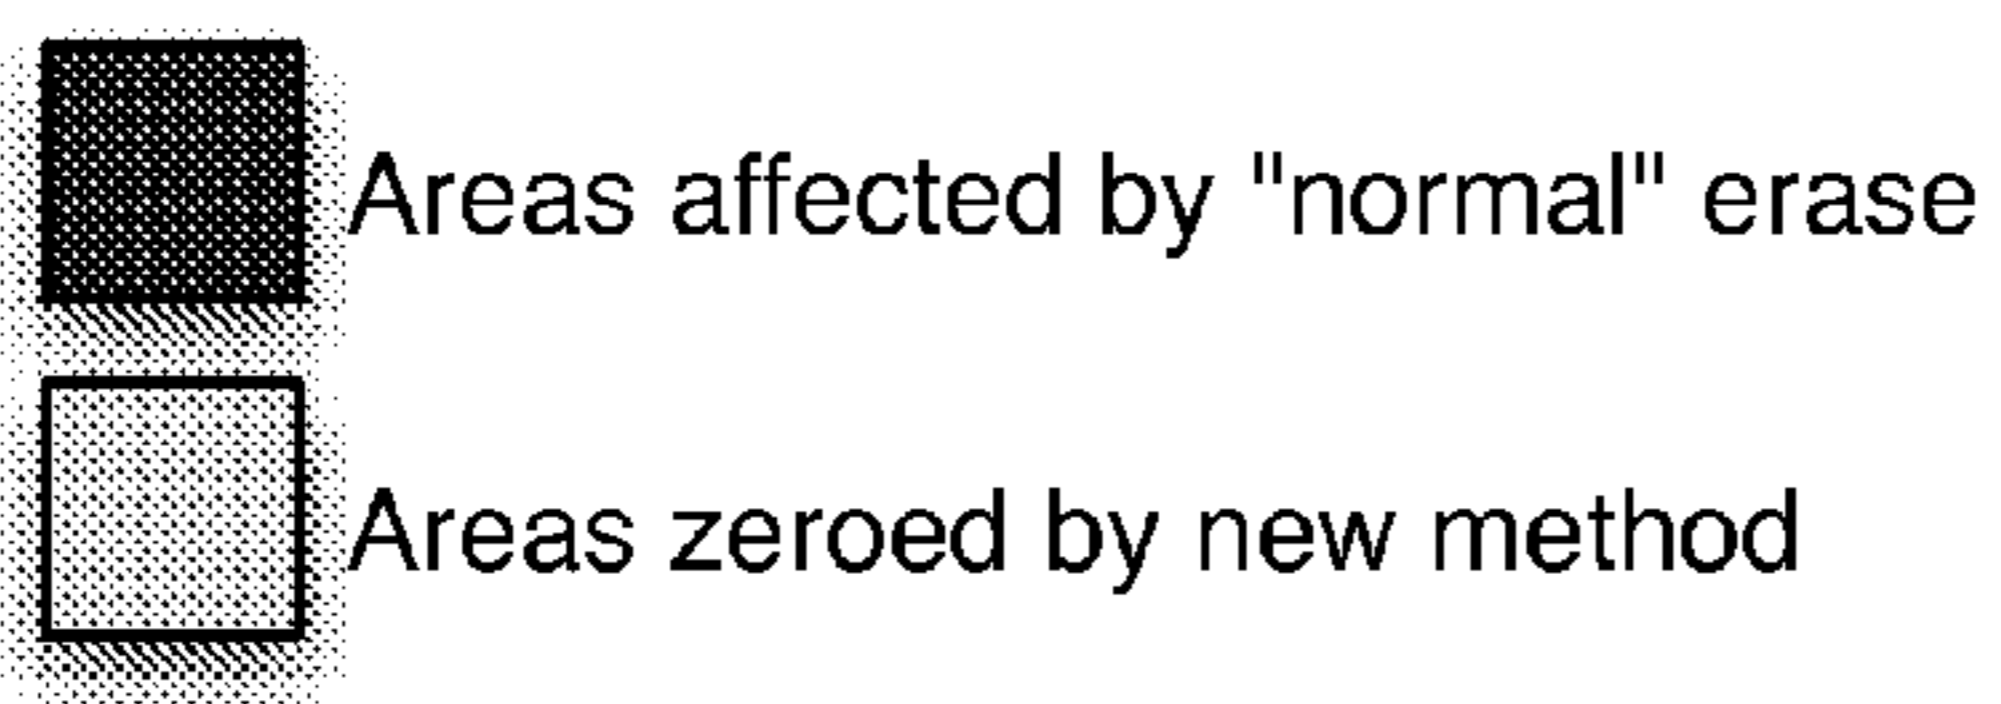 Areas affected by "normal" erase
Areas zeroed by new method